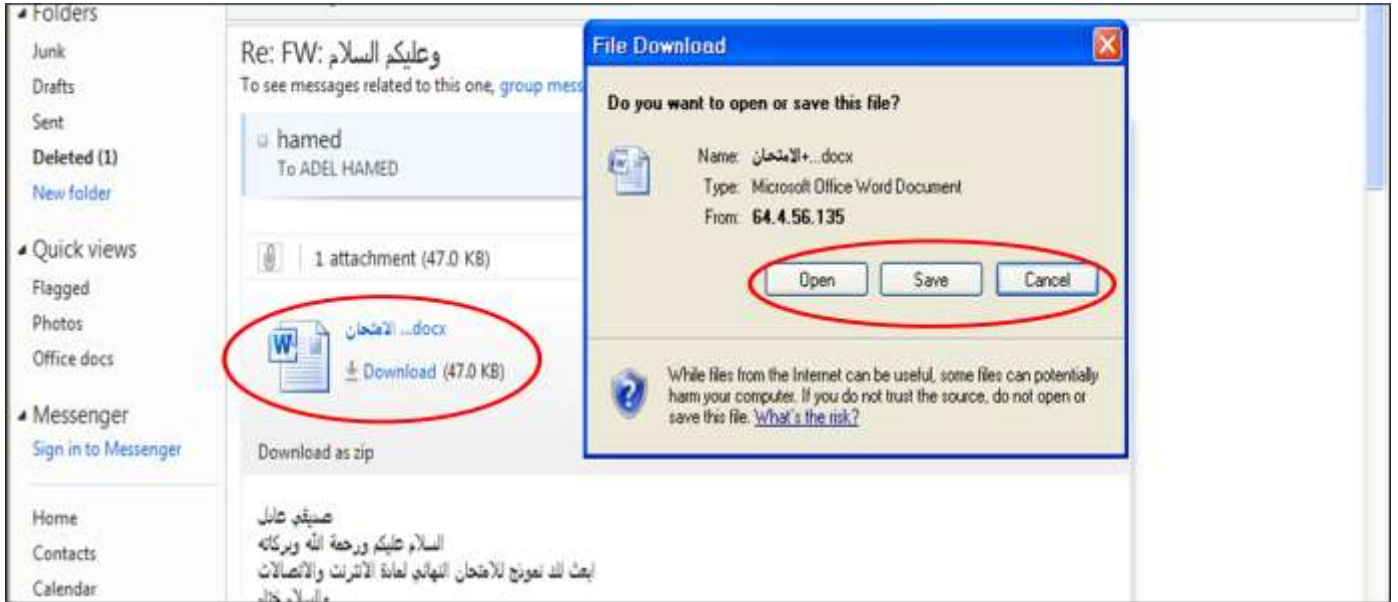 Folders
Junk
Drafts
Sent
Deleted (1)
New folder
Quick views
Flagged
Photos
Office docs
Messenger
Sign in to Messenger
Home
Contacts
Calendar
Re: FW: وعليكم السلام
To see messages related to this one, group mess
hamed
To ADEL HAMED
1 attachment (47.0 KB)
الامتحان ...docx
Download (47.0 KB)
Download as zip
صديقي عادل
السلام عليكم ورحمة الله وبركاته
ابعث لك نموذج للامتحان النهائي لمادة الانترنت والاتصالات
والسلام ختام
File Download
Do you want to open or save this file?
Name: الامتحان+...docx
Type: Microsoft Office Word Document
From: 64.4.56.135
Open Save Cancel
While files from the Internet can be useful, some files can potentially
harm your computer. If you do not trust the source, do not open or
save this file. What's the risk?
W